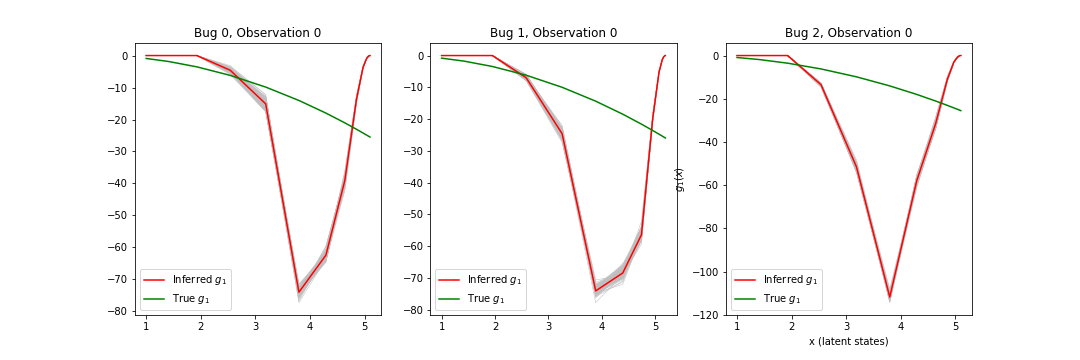 Bug 0, Observation 0
0
−10
−20
−30
−40
−50
−60
−70
−80
1 2 3 4 5
Inferred g₁
True g₁
Bug 1, Observation 0
0
−10
−20
−30
−40
−50
−60
−70
−80
1 2 3 4 5
Inferred g₁
True g₁
Bug 2, Observation 0
g₁(x)
0
−20
−40
−60
−80
−100
−120
1 2 3 4 5
x (latent states)
Inferred g₁
True g₁